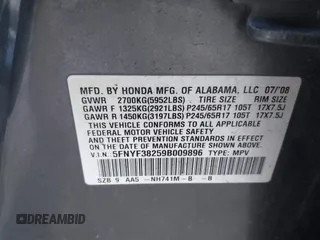 MFD. BY HONDA MFG. OF ALABAMA, LLC 07/'08
GVWR 2700KG(5952LBS) TIRE SIZE RIM SIZE
GAWR F 1325KG(2921LBS) P245/65R17 105T 17X7.5J
GAWR R 1450KG(3197LBS) P245/65R17 105T 17X7.5J
THIS VEHICLE CONFORMS TO ALL APPLICABLE
FEDERAL MOTOR VEHICLE SAFETY AND
THEFT PREVENTION STANDARDS IN EFFECT ON THE
DATE OF MANUFACTURE SHOWN ABOVE.
V.I.N. 5FNYF38259B009896 TYPE: MPV
SZB 9 AA5 -NH741M -B -B
DREAMBID